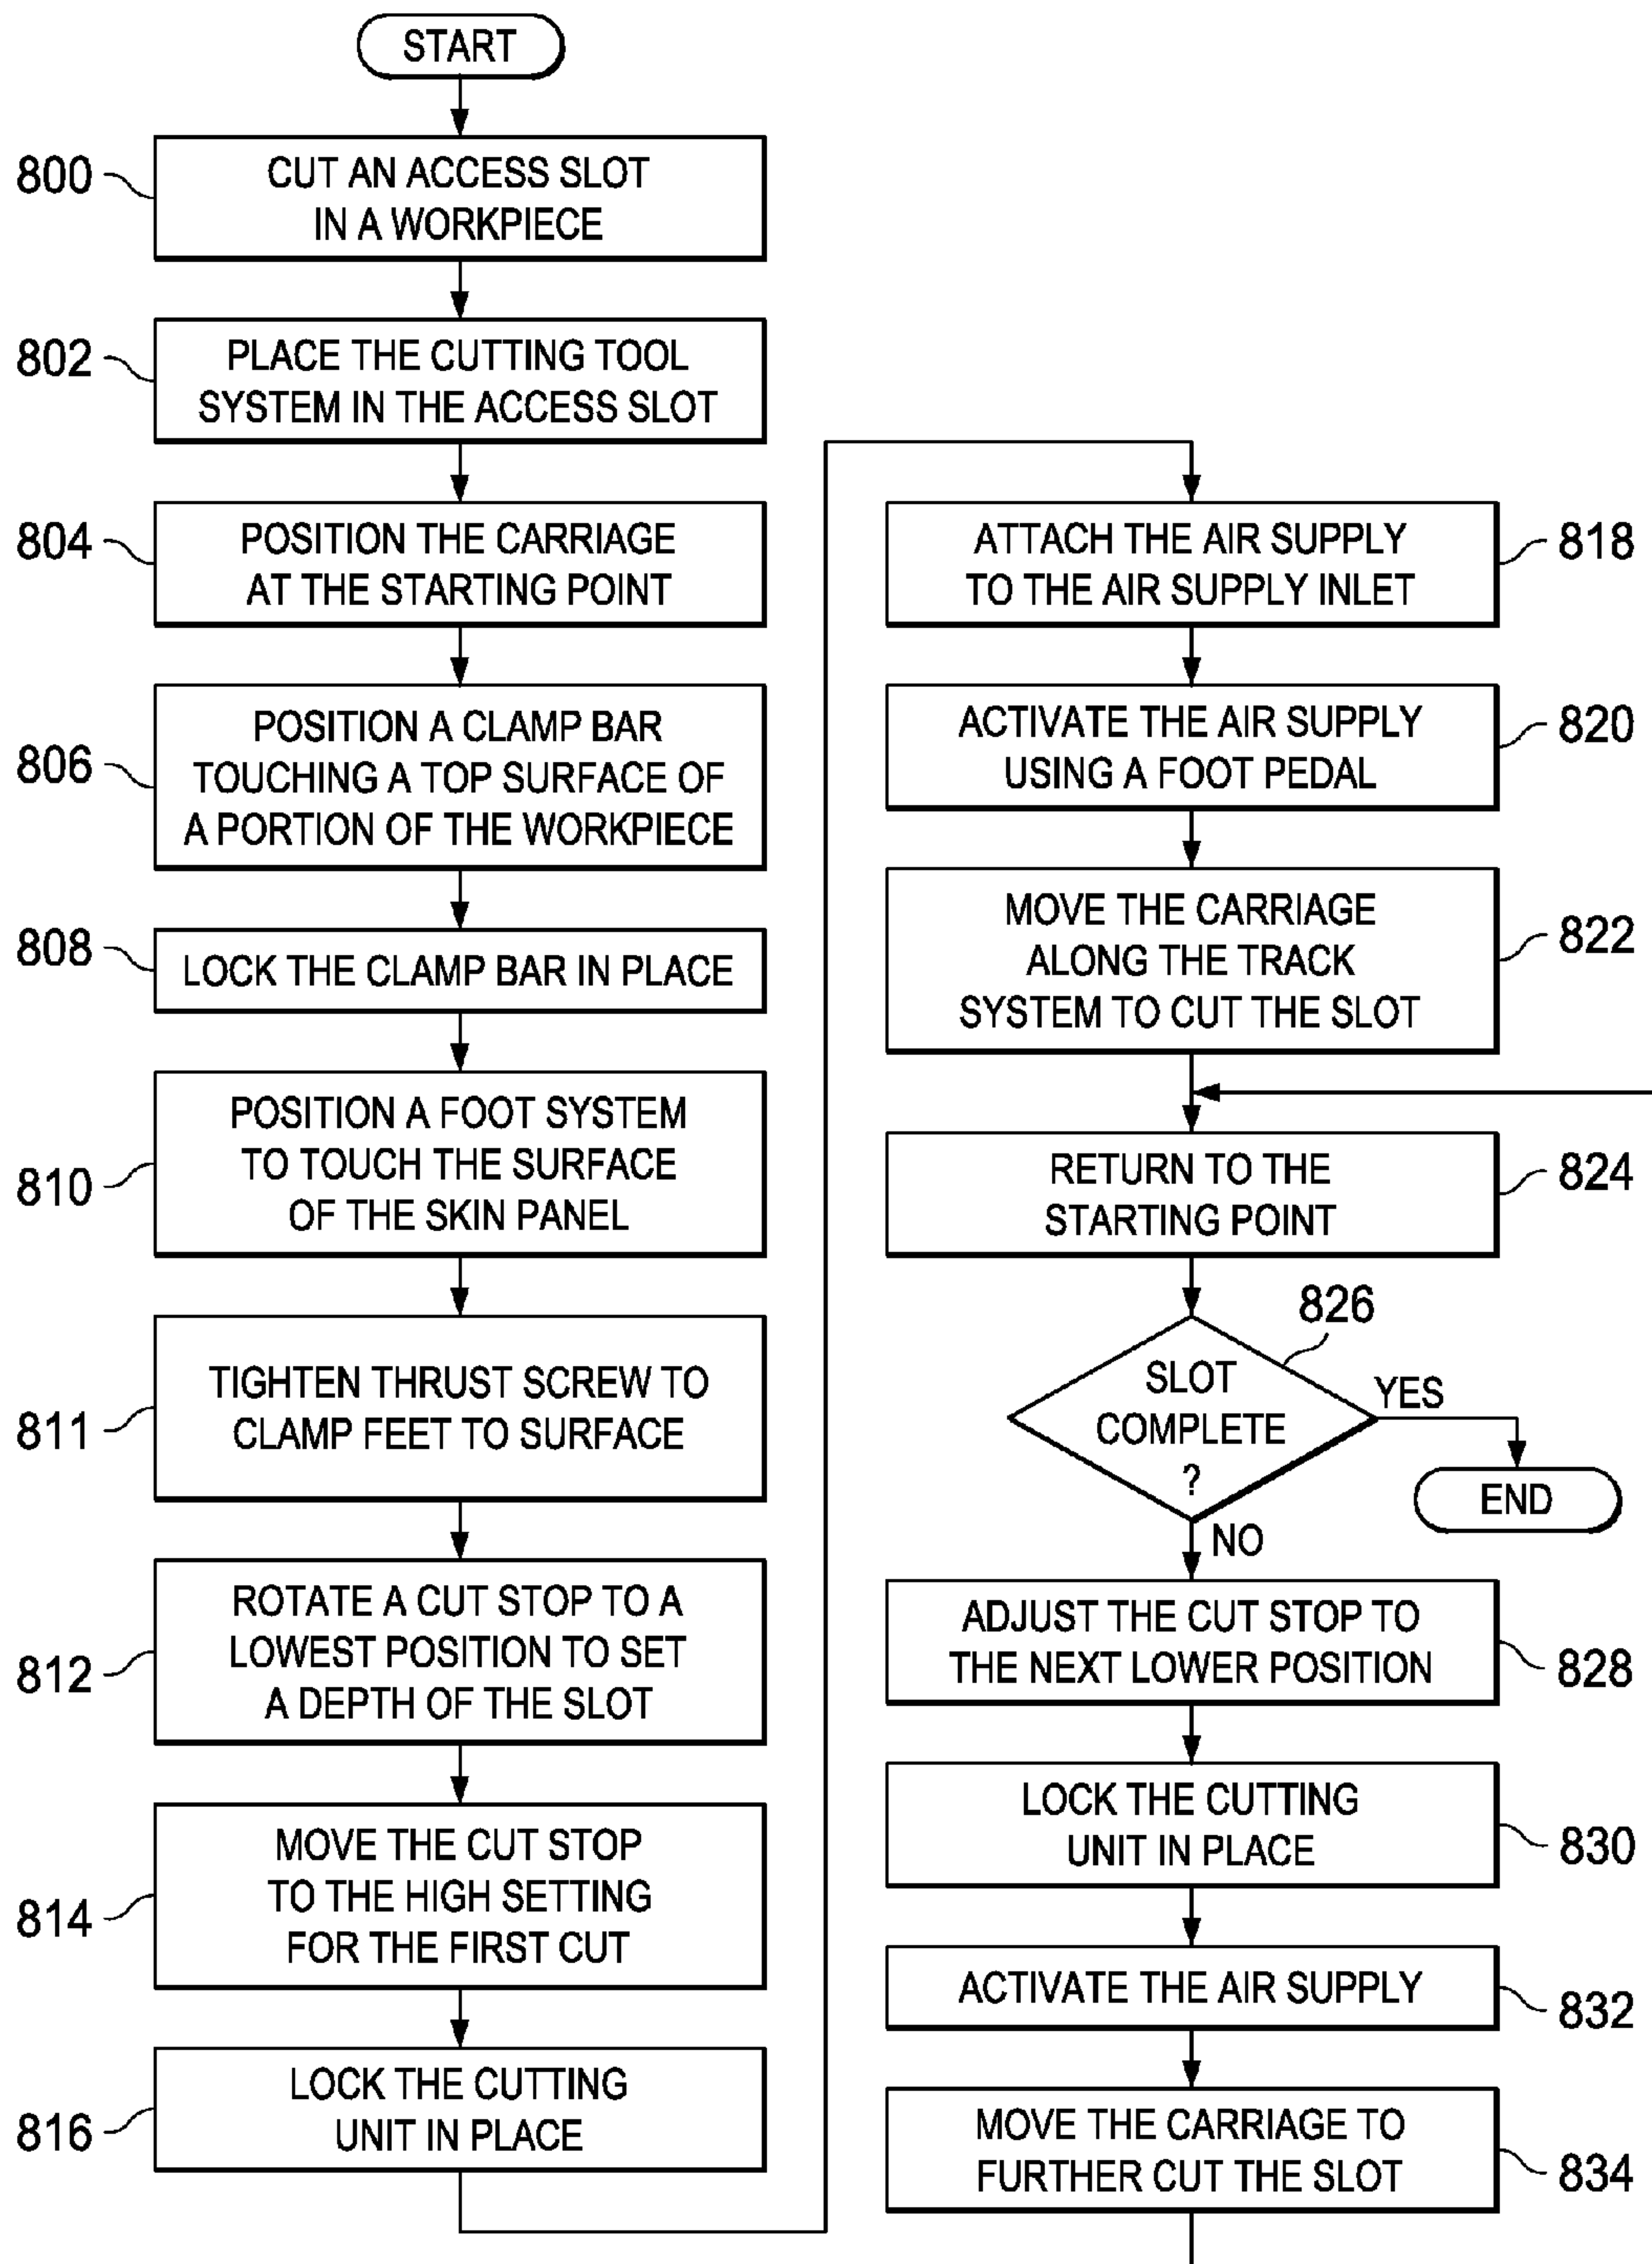 START
800
CUT AN ACCESS SLOT
IN A WORKPIECE
802
PLACE THE CUTTING TOOL
SYSTEM IN THE ACCESS SLOT
804
POSITION THE CARRIAGE
AT THE STARTING POINT
806
POSITION A CLAMP BAR
TOUCHING A TOP SURFACE OF
A PORTION OF THE WORKPIECE
808
LOCK THE CLAMP BAR IN PLACE
810
POSITION A FOOT SYSTEM
TO TOUCH THE SURFACE
OF THE SKIN PANEL
811
TIGHTEN THRUST SCREW TO
CLAMP FEET TO SURFACE
812
ROTATE A CUT STOP TO A
LOWEST POSITION TO SET
A DEPTH OF THE SLOT
814
MOVE THE CUT STOP
TO THE HIGH SETTING
FOR THE FIRST CUT
816
LOCK THE CUTTING
UNIT IN PLACE
ATTACH THE AIR SUPPLY
TO THE AIR SUPPLY INLET
818
ACTIVATE THE AIR SUPPLY
USING A FOOT PEDAL
820
MOVE THE CARRIAGE
ALONG THE TRACK
SYSTEM TO CUT THE SLOT
822
RETURN TO THE
STARTING POINT
824
826
SLOT
COMPLETE
?
YES
END
NO
ADJUST THE CUT STOP TO
THE NEXT LOWER POSITION
828
LOCK THE CUTTING
UNIT IN PLACE
830
ACTIVATE THE AIR SUPPLY
832
MOVE THE CARRIAGE TO
FURTHER CUT THE SLOT
834